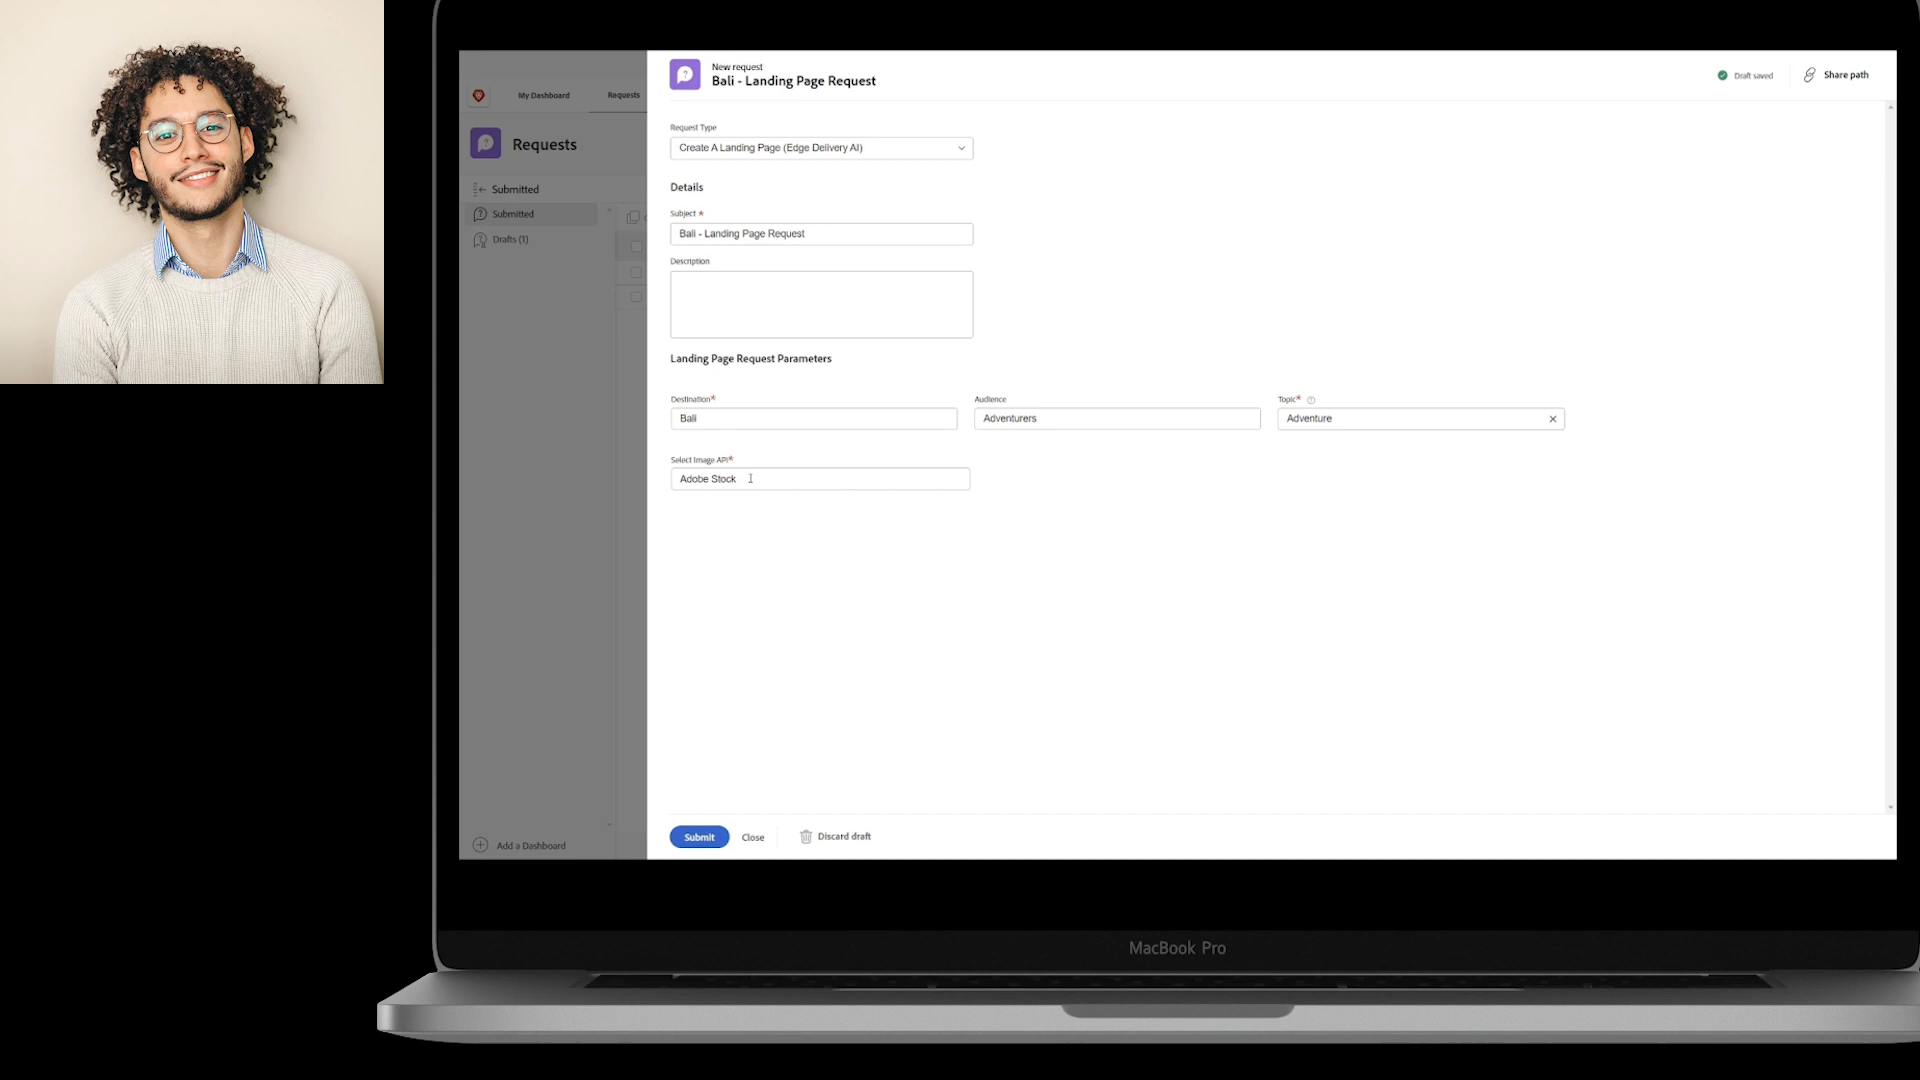 New request
Bali - Landing Page Request
Draft saved
Share path
My Dashboard
Requests
Requests
Submitted
Submitted
Drafts (1)
Add a Dashboard
Request Type
Create A Landing Page (Edge Delivery AI)
Details
Subject *
Bali - Landing Page Request
Description
Landing Page Request Parameters
Destination*
Audience
Topic*
Bali
Adventurers
Adventure
Select Image API*
Adobe Stock
Submit
Close
Discard draft
MacBook Pro